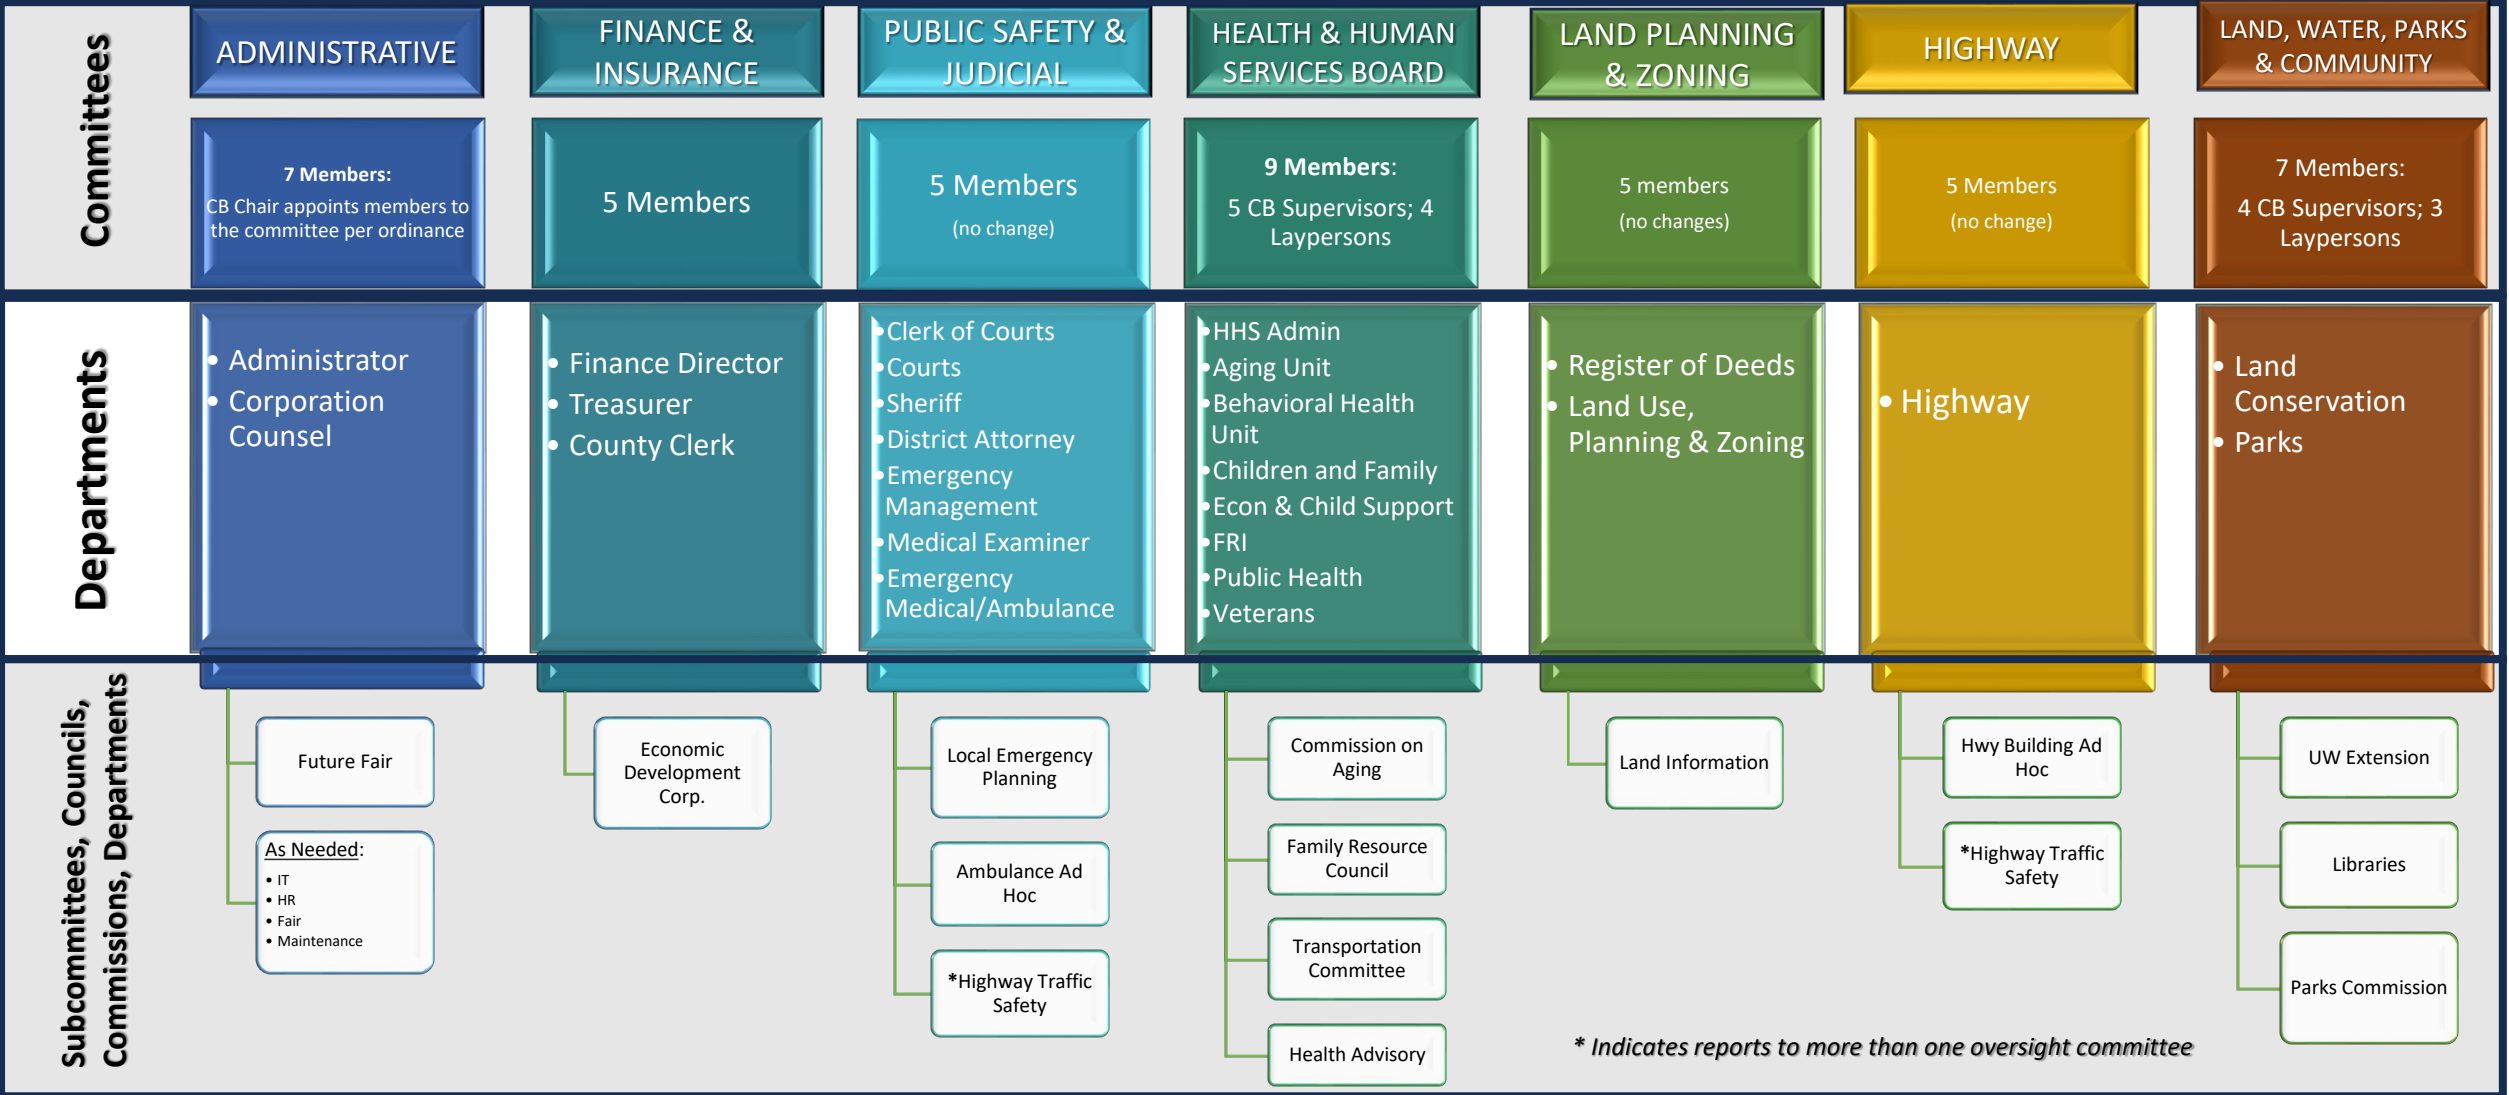 Committees
ADMINISTRATIVE
FINANCE &
INSURANCE
PUBLIC SAFETY &
JUDICIAL
HEALTH & HUMAN
SERVICES BOARD
LAND PLANNING
& ZONING
HIGHWAY
LAND, WATER, PARKS
& COMMUNITY
7 Members:
CB Chair appoints members to
the committee per ordinance
5 Members
5 Members
(no change)
9 Members:
5 CB Supervisors; 4
Laypersons
5 members
(no changes)
5 Members
(no change)
7 Members:
4 CB Supervisors; 3
Laypersons
Departments
• Administrator
• Corporation
Counsel
• Finance Director
• Treasurer
• County Clerk
•Clerk of Courts
•Courts
•Sheriff
•District Attorney
•Emergency
Management
•Medical Examiner
•Emergency
Medical/Ambulance
•HHS Admin
•Aging Unit
•Behavioral Health
Unit
•Children and Family
•Econ & Child Support
•FRI
•Public Health
•Veterans
• Register of Deeds
• Land Use,
Planning & Zoning
• Highway
• Land
Conservation
• Parks
Subcommittees, Councils,
Commissions, Departments
Future Fair
As Needed:
• IT
• HR
• Fair
• Maintenance
Economic
Development
Corp.
Local Emergency
Planning
Ambulance Ad
Hoc
*Highway Traffic
Safety
Commission on
Aging
Family Resource
Council
Transportation
Committee
Health Advisory
Land Information
Hwy Building Ad
Hoc
*Highway Traffic
Safety
UW Extension
Libraries
Parks Commission
* Indicates reports to more than one oversight committee